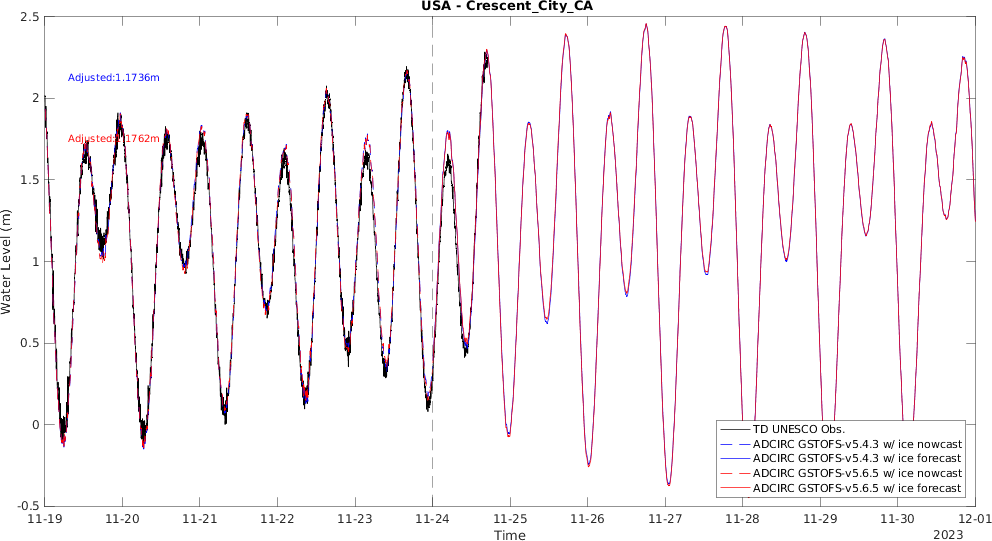 USA - Crescent_City_CA
2.5
2
1.5
1
0.5
0
-0.5
Water Level (m)
Adjusted:1.1736m
Adjusted:1.1762m
TD UNESCO Obs.
ADCIRC GSTOFS-v5.4.3 w/ ice nowcast
ADCIRC GSTOFS-v5.4.3 w/ ice forecast
ADCIRC GSTOFS-v5.6.5 w/ ice nowcast
ADCIRC GSTOFS-v5.6.5 w/ ice forecast
11-19 11-20 11-21 11-22 11-23 11-24 11-25 11-26 11-27 11-28 11-29 11-30 12-01
Time
2023